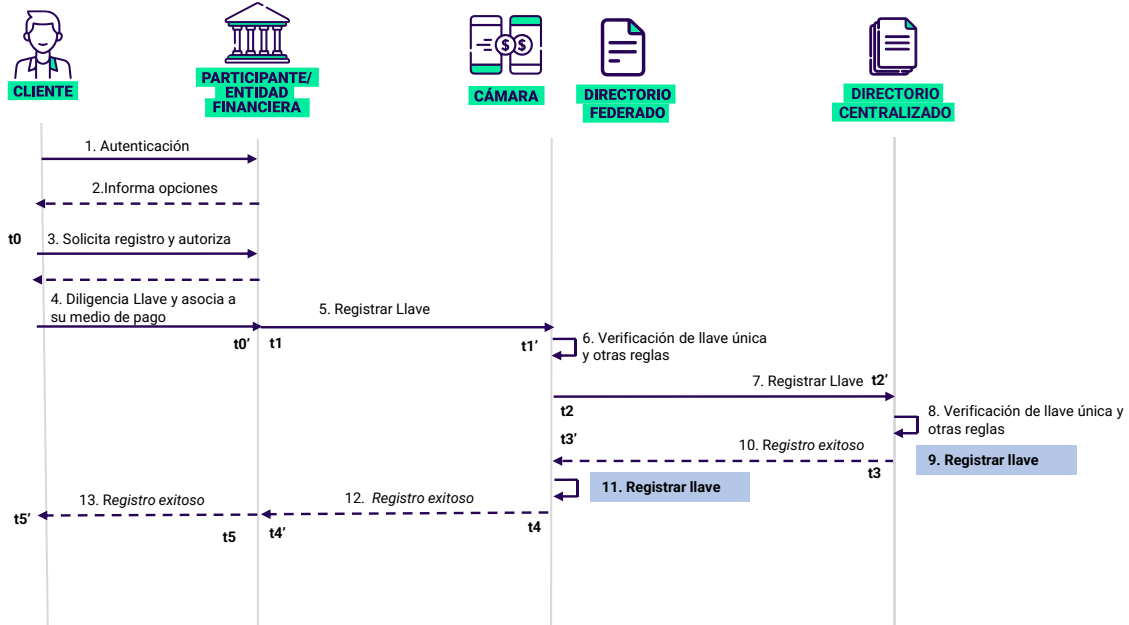 CLIENTE
PARTICIPANTE/
ENTIDAD
FINANCIERA
CÁMARA
DIRECTORIO
FEDERADO
DIRECTORIO
CENTRALIZADO
$ $
1. Autenticación
2.Informa opciones
t0
3. Solicita registro y autoriza
4. Diligencia Llave y asocia a
su medio de pago
t0’
t1
5. Registrar Llave
t1’
6. Verificación de llave única
y otras reglas
7. Registrar Llave
t2’
t2
8. Verificación de llave única y
otras reglas
t3’
10. Registro exitoso
t3
9. Registrar llave
11. Registrar llave
12. Registro exitoso
t4
13. Registro exitoso
t4’
t5
t5’